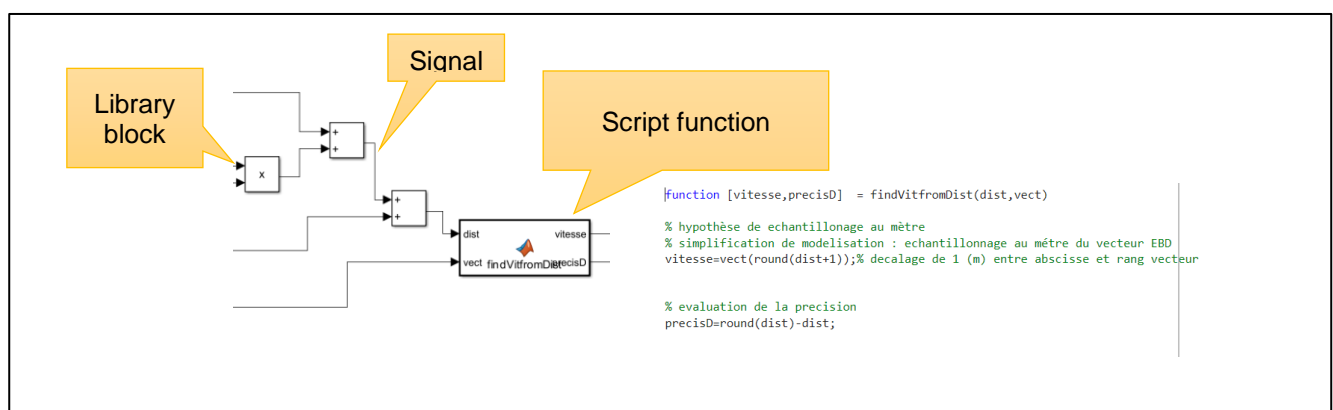 Signal
Library
block
Script function
+
+
x
+
+
dist
vitesse
vect
findVitfromDist
precisD
function [vitesse,precisD]  = findVitfromDist(dist,vect)
% hypothèse de echantillonage au mètre
% simplification de modelisation : echantillonnage au métre du vecteur EBD
vitesse=vect(round(dist+1));% decalage de 1 (m) entre abscisse et rang vecteur
% evaluation de la precision
precisD=round(dist)-dist;